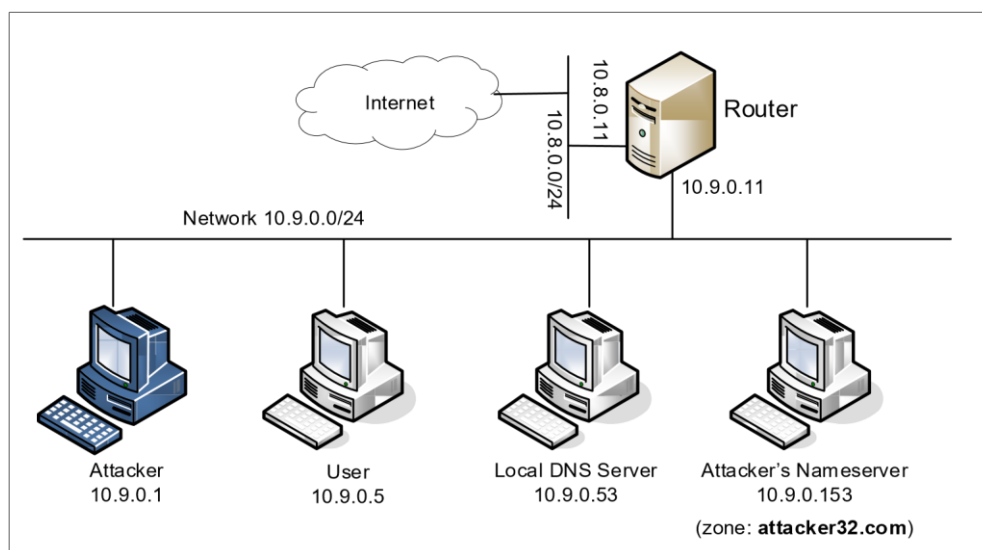 Internet
10.8.0.11
10.8.0.0/24
Router
10.9.0.11
Network 10.9.0.0/24
Attacker
10.9.0.1
User
10.9.0.5
Local DNS Server
10.9.0.53
Attacker's Nameserver
10.9.0.153
(zone: attacker32.com)